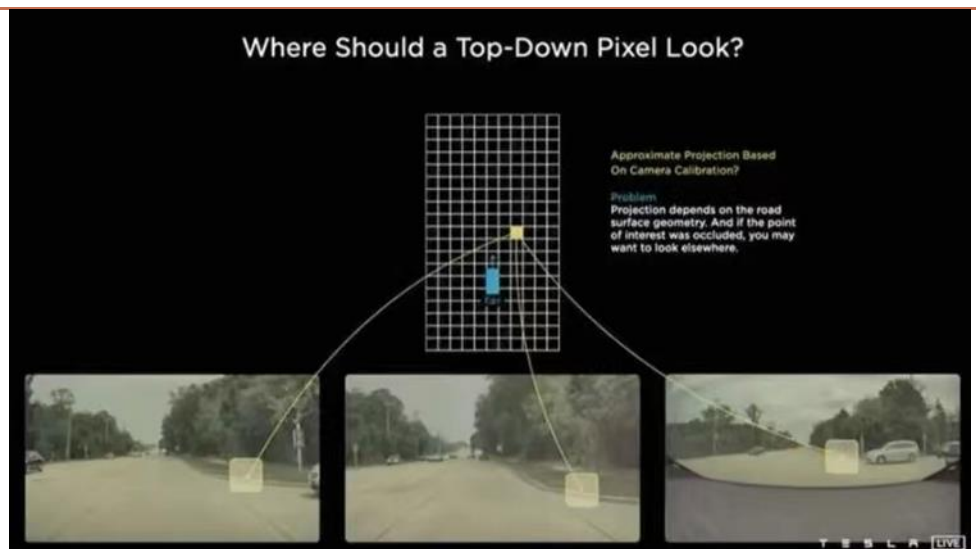 Where Should a Top-Down Pixel Look?
Approximate Projection Based
On Camera Calibration?
Problem
Projection depends on the road
surface geometry. And if the point
of interest was occluded, you may
want to look elsewhere.
TESLA LIVE